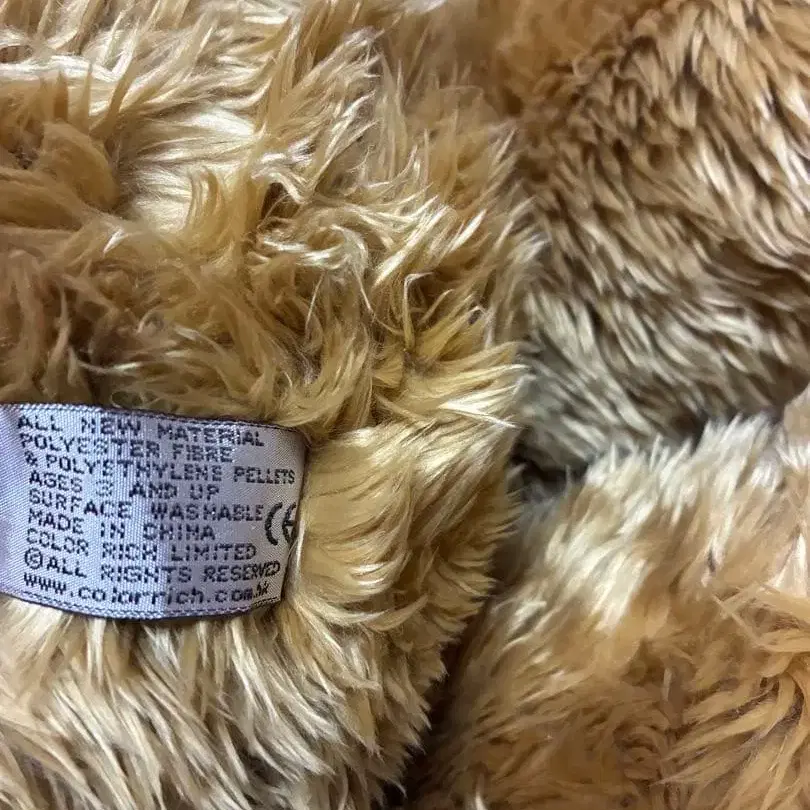 ALL NEW MATERIAL
POLYESTER FIBRE
& POLYETHYLENE PELLETS
AGES 3 AND UP
SURFACE WASHABLE
MADE IN CHINA
COLOR RICH LIMITED
©ALL RIGHTS RESERVED
www.colorrich.com.hk
CE